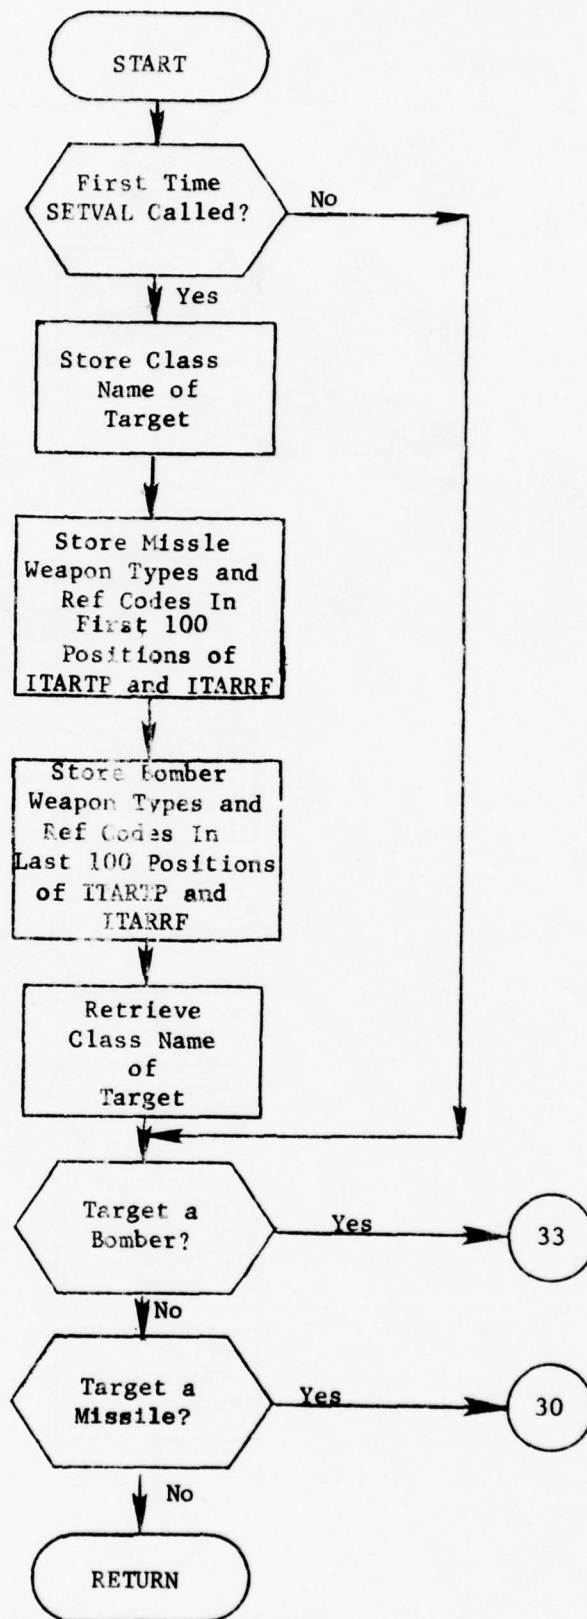 START
First Time
SETVAL Called?
No
Yes
Store Class
Name of
Target
Store Missle
Weapon Types and
Ref Codes In
First 100
Positions of
ITARTP and ITARRF
Store Bomber
Weapon Types and
Ref Codes In
Last 100 Positions
of ITARTP and
ITARRF
Retrieve
Class Name
of
Target
Target a
Bomber?
Yes
33
No
Target a
Missile?
Yes
30
No
RETURN